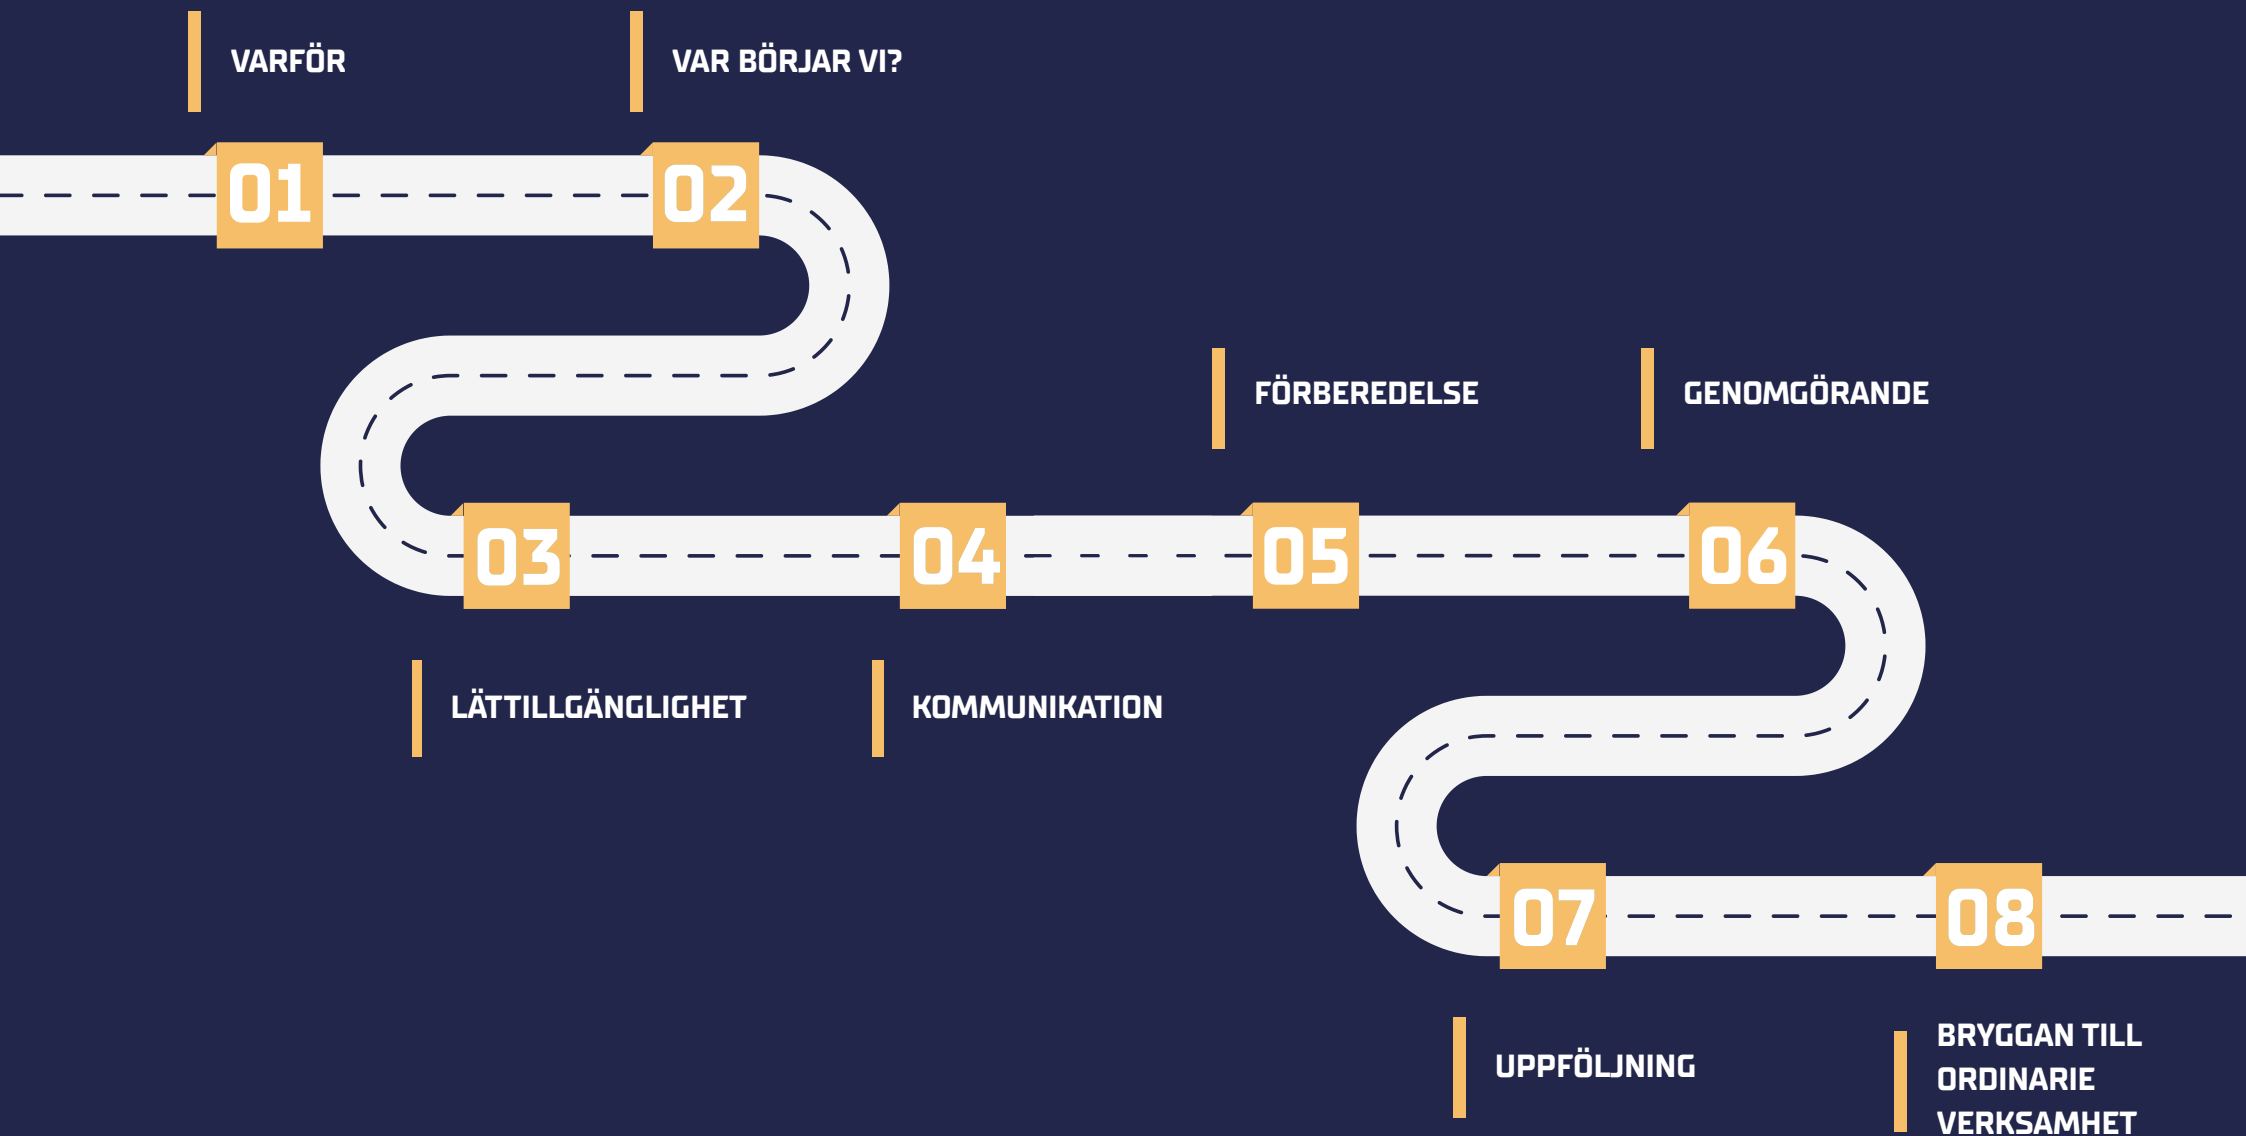 VARFÖR
VAR BÖRJAR VI?
01
02
FÖRBEREDELSE
GENOMGÖRANDE
03
04
05
06
LÄTTILLGÄNGLIGHET
KOMMUNIKATION
07
08
UPPFÖLJNING
BRYGGAN TILL
ORDINARIE
VERKSAMHET